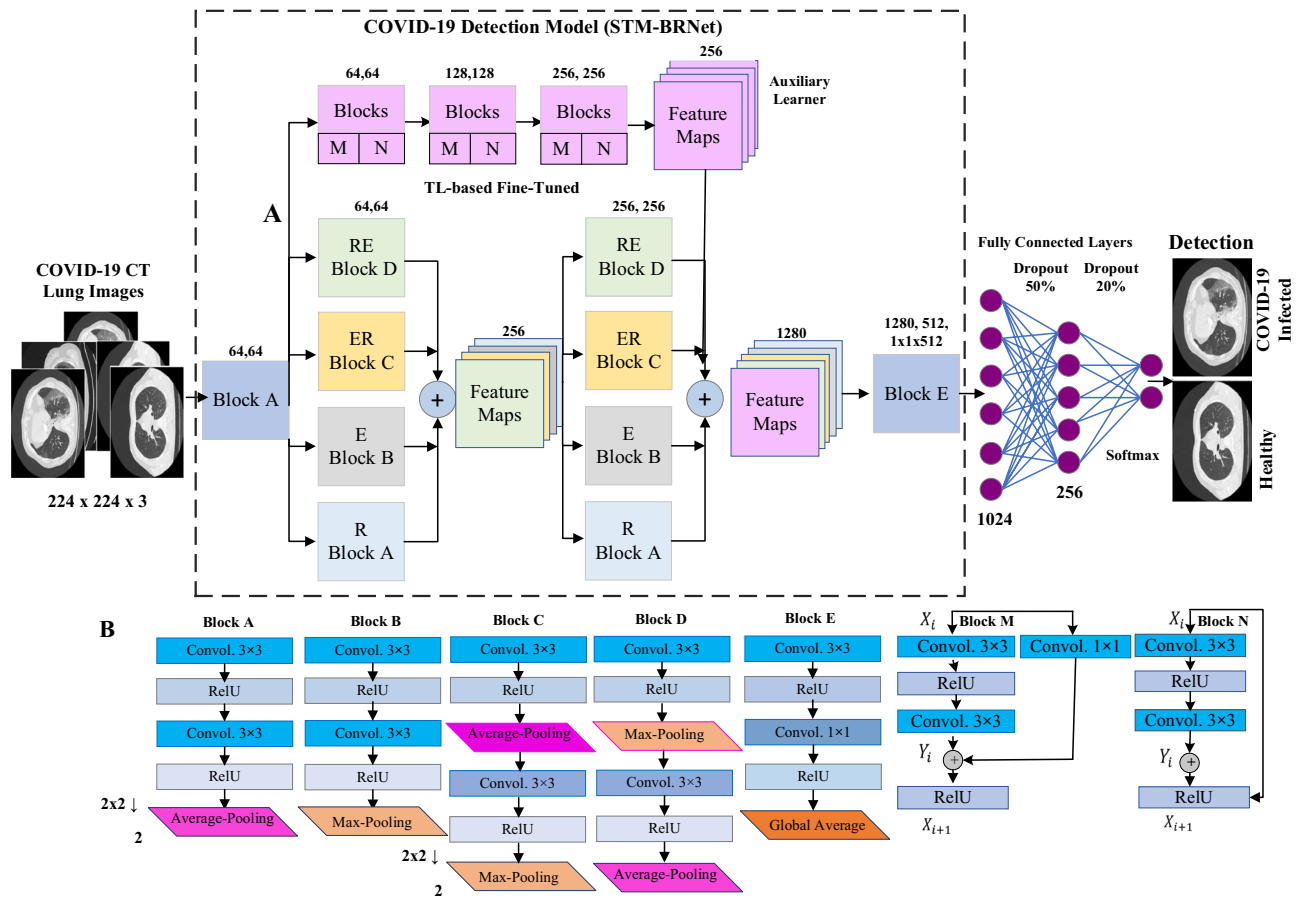 COVID-19 Detection Model (STM-BRNet)
64,64
128,128
256, 256
256
Blocks
M
N
Blocks
M
N
Blocks
M
N
Feature
Maps
Auxiliary
Learner
TL-based Fine-Tuned
A
64,64
256, 256
RE
Block D
ER
Block C
E
Block B
R
Block A
COVID-19 CT
Lung Images
224 x 224 x 3
64,64
Block A
+
256
Feature
Maps
RE
Block D
ER
Block C
E
Block B
R
Block A
+
1280
Feature
Maps
1280, 512,
1x1x512
Block E
Fully Connected Layers
Dropout
50%
Dropout
20%
1024
256
Softmax
Detection
COVID-19
Infected
Healthy
B
Block A
Convol. 3×3
RelU
Convol. 3×3
RelU
2x2 ↓
2
Average-Pooling
Block B
Convol. 3×3
RelU
Convol. 3×3
RelU
Max-Pooling
Block C
Convol. 3×3
RelU
Average-Pooling
Convol. 3×3
RelU
2x2 ↓
2
Max-Pooling
Block D
Convol. 3×3
RelU
Max-Pooling
Convol. 3×3
RelU
Average-Pooling
Block E
Convol. 3×3
RelU
Convol. 1×1
RelU
Global Average
X_i
Block M
Convol. 3×3
Convol. 1×1
RelU
Convol. 3×3
Y_i
+
RelU
X_{i+1}
X_i
Block N
Convol. 3×3
RelU
Convol. 3×3
Y_i
+
RelU
X_{i+1}